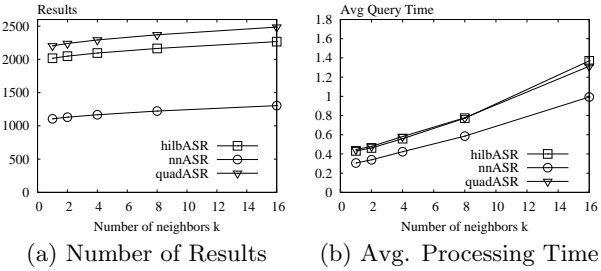 Results
2500
2000
1500
1000
500
0
hilbASR
nnASR
quadASR
0 2 4 6 8 10 12 14 16
Number of neighbors k
(a) Number of Results
Avg Query Time
1.8
1.6
1.4
1.2
1
0.8
0.6
0.4
0.2
0
hilbASR
nnASR
quadASR
0 2 4 6 8 10 12 14 16
Number of neighbors k
(b) Avg. Processing Time